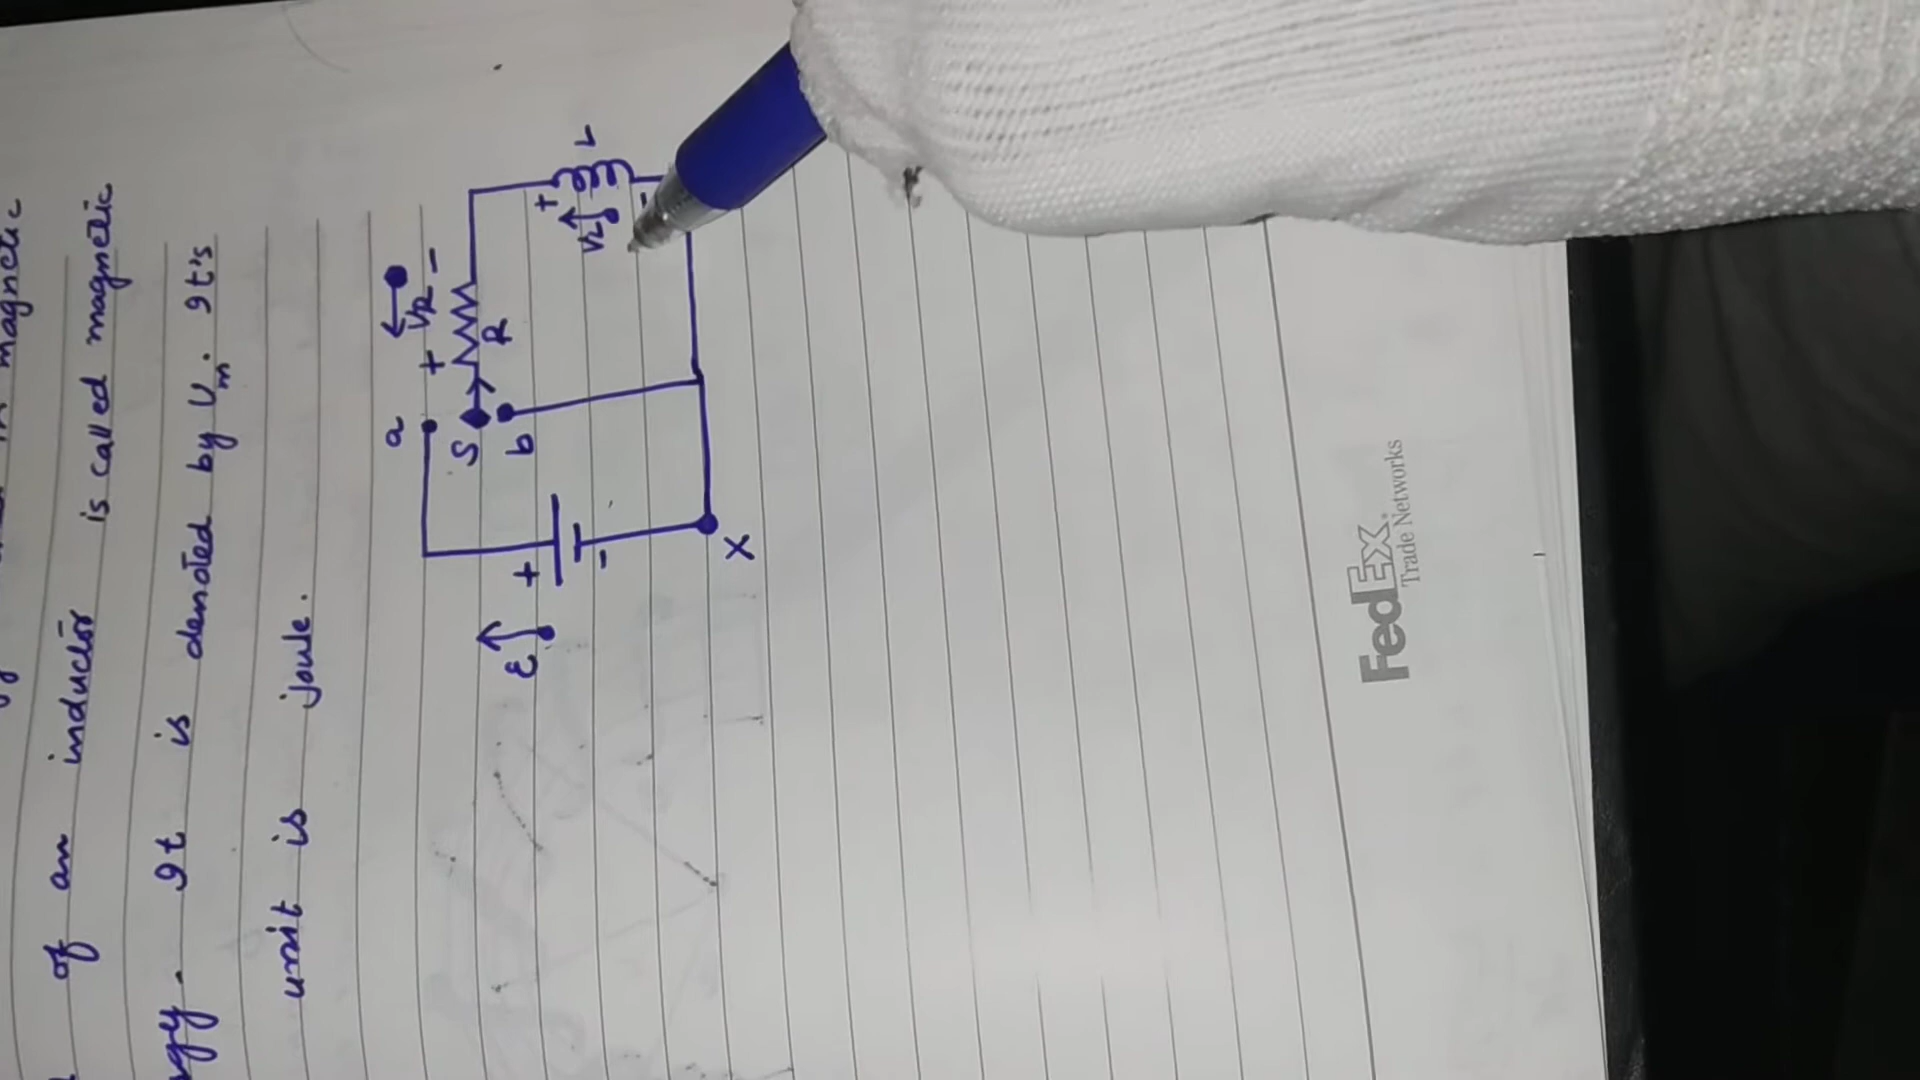 magnetic
of an inductor is called magnetic
It is denoted by Um. It's
unit is joule.
a
+ VR -
S
R
b
+
VL
-
L
ε
+
-
X
FedEx.
Trade Networks